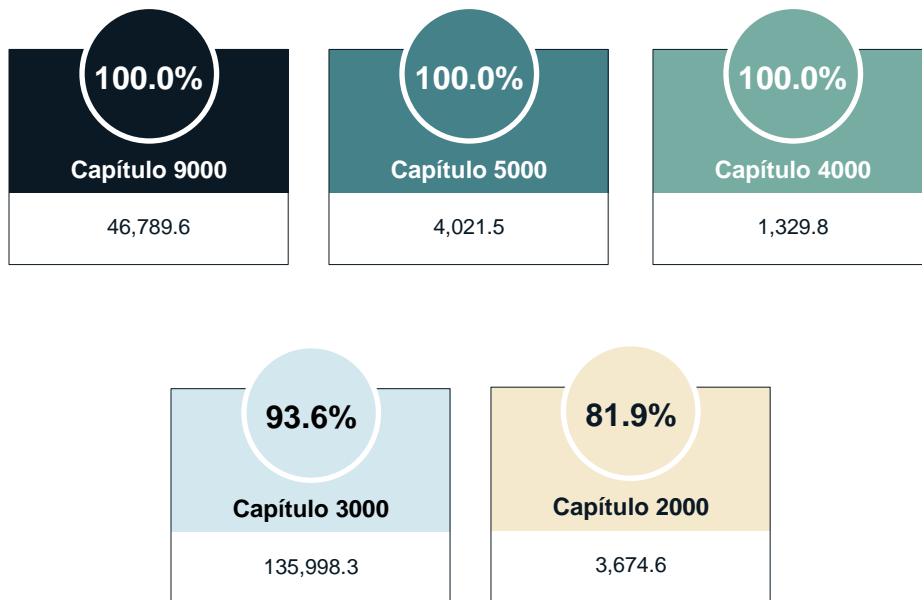 100.0%
Capítulo 9000
46,789.6
100.0%
Capítulo 5000
4,021.5
100.0%
Capítulo 4000
1,329.8
93.6%
Capítulo 3000
135,998.3
81.9%
Capítulo 2000
3,674.6